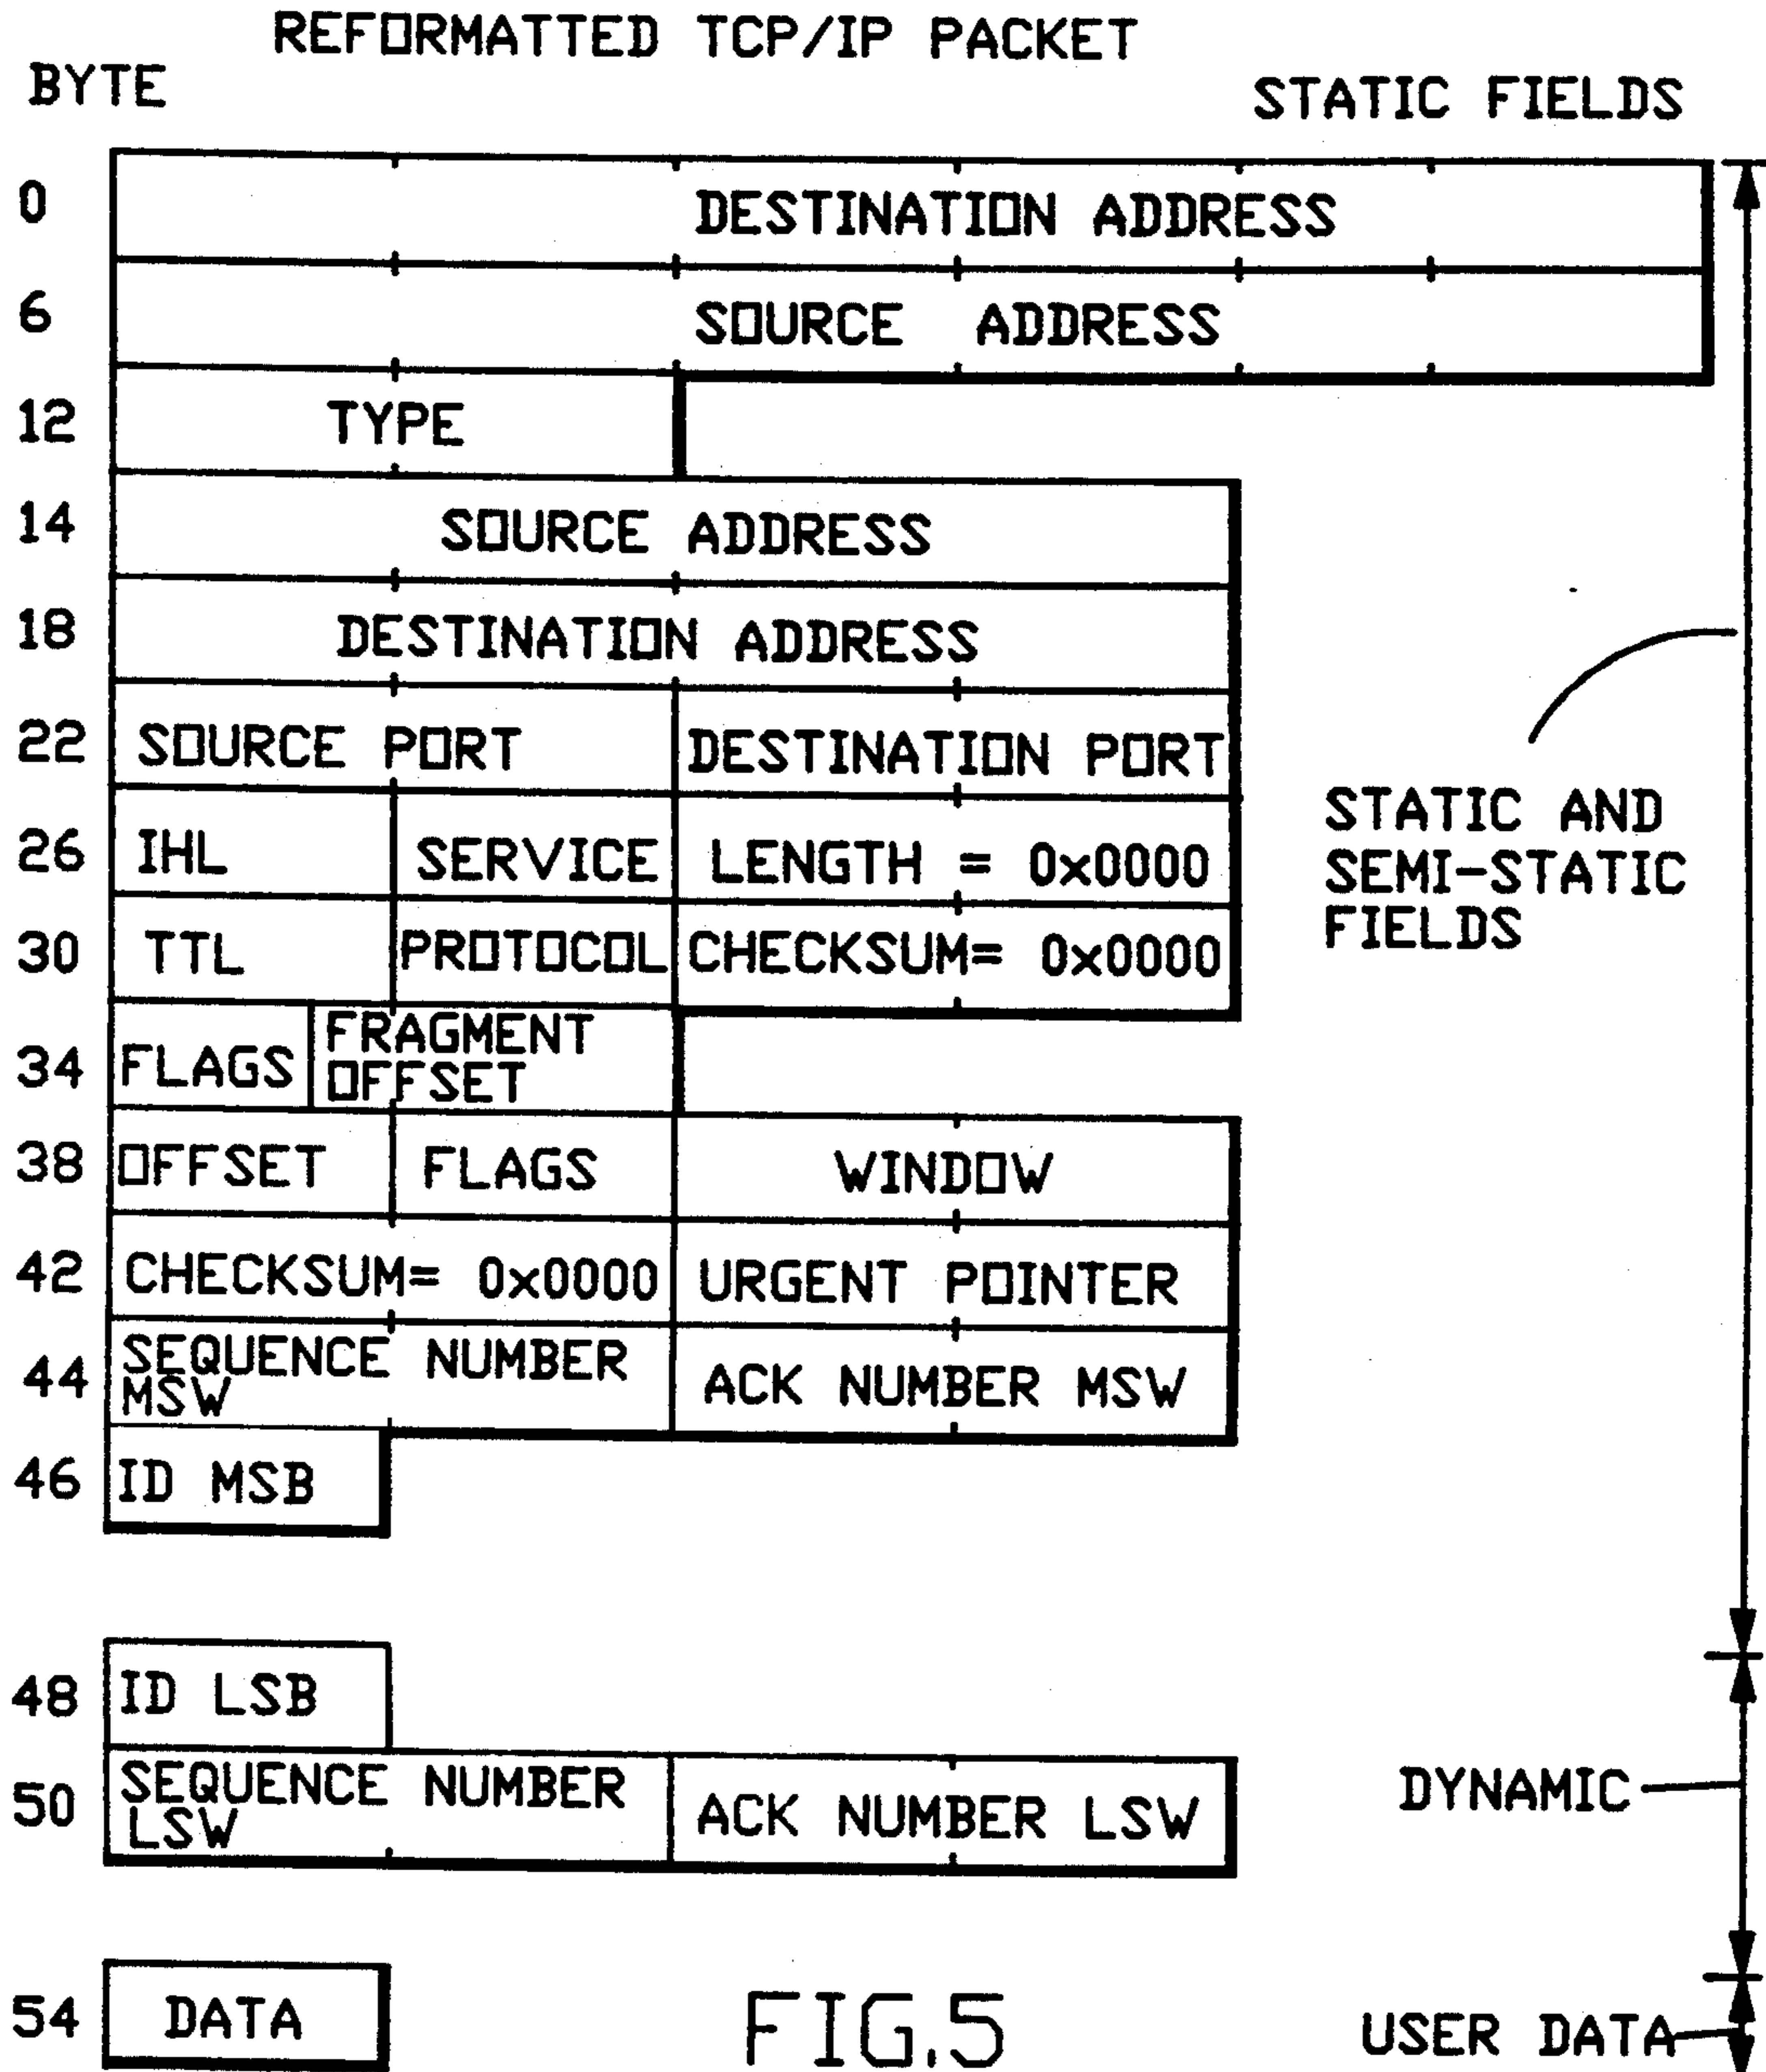 REFORMATTED TCP/IP PACKET
BYTE
STATIC FIELDS
0 DESTINATION ADDRESS
6 SOURCE ADDRESS
12 TYPE
14 SOURCE ADDRESS
18 DESTINATION ADDRESS
22 SOURCE PORT DESTINATION PORT
26 IHL SERVICE LENGTH = 0x0000
30 TTL PROTOCOL CHECKSUM= 0x0000
STATIC AND
SEMI-STATIC
FIELDS
34 FLAGS FRAGMENT
OFFSET
38 OFFSET FLAGS WINDOW
42 CHECKSUM= 0x0000 URGENT POINTER
44 SEQUENCE NUMBER
MSW
ACK NUMBER MSW
46 ID MSB
48 ID LSB
50 SEQUENCE NUMBER
LSW
ACK NUMBER LSW
DYNAMIC
54 DATA
FIG.5
USER DATA